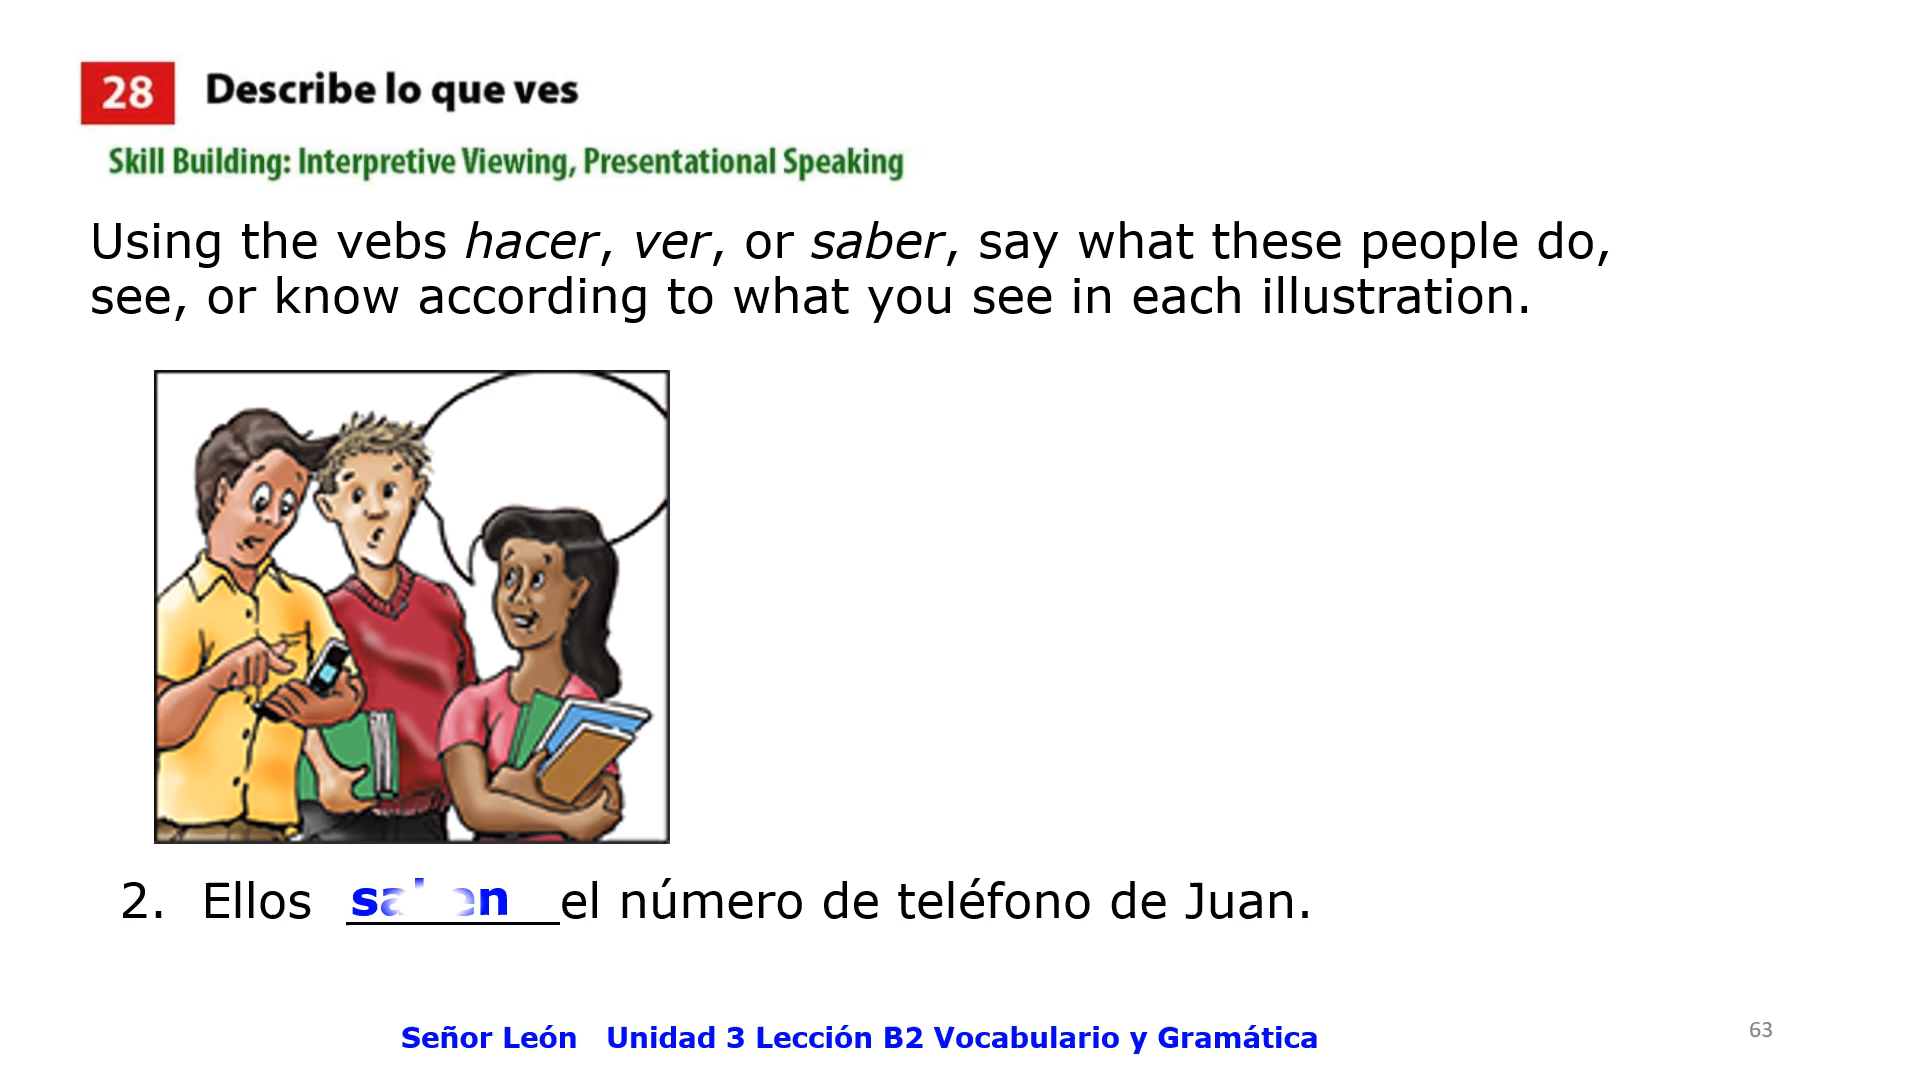 28 Describe lo que ves
Skill Building: Interpretive Viewing, Presentational Speaking
Using the vebs hacer, ver, or saber, say what these people do,
see, or know according to what you see in each illustration.
2. Ellos saben el número de teléfono de Juan.
Señor León Unidad 3 Lección B2 Vocabulario y Gramática
63